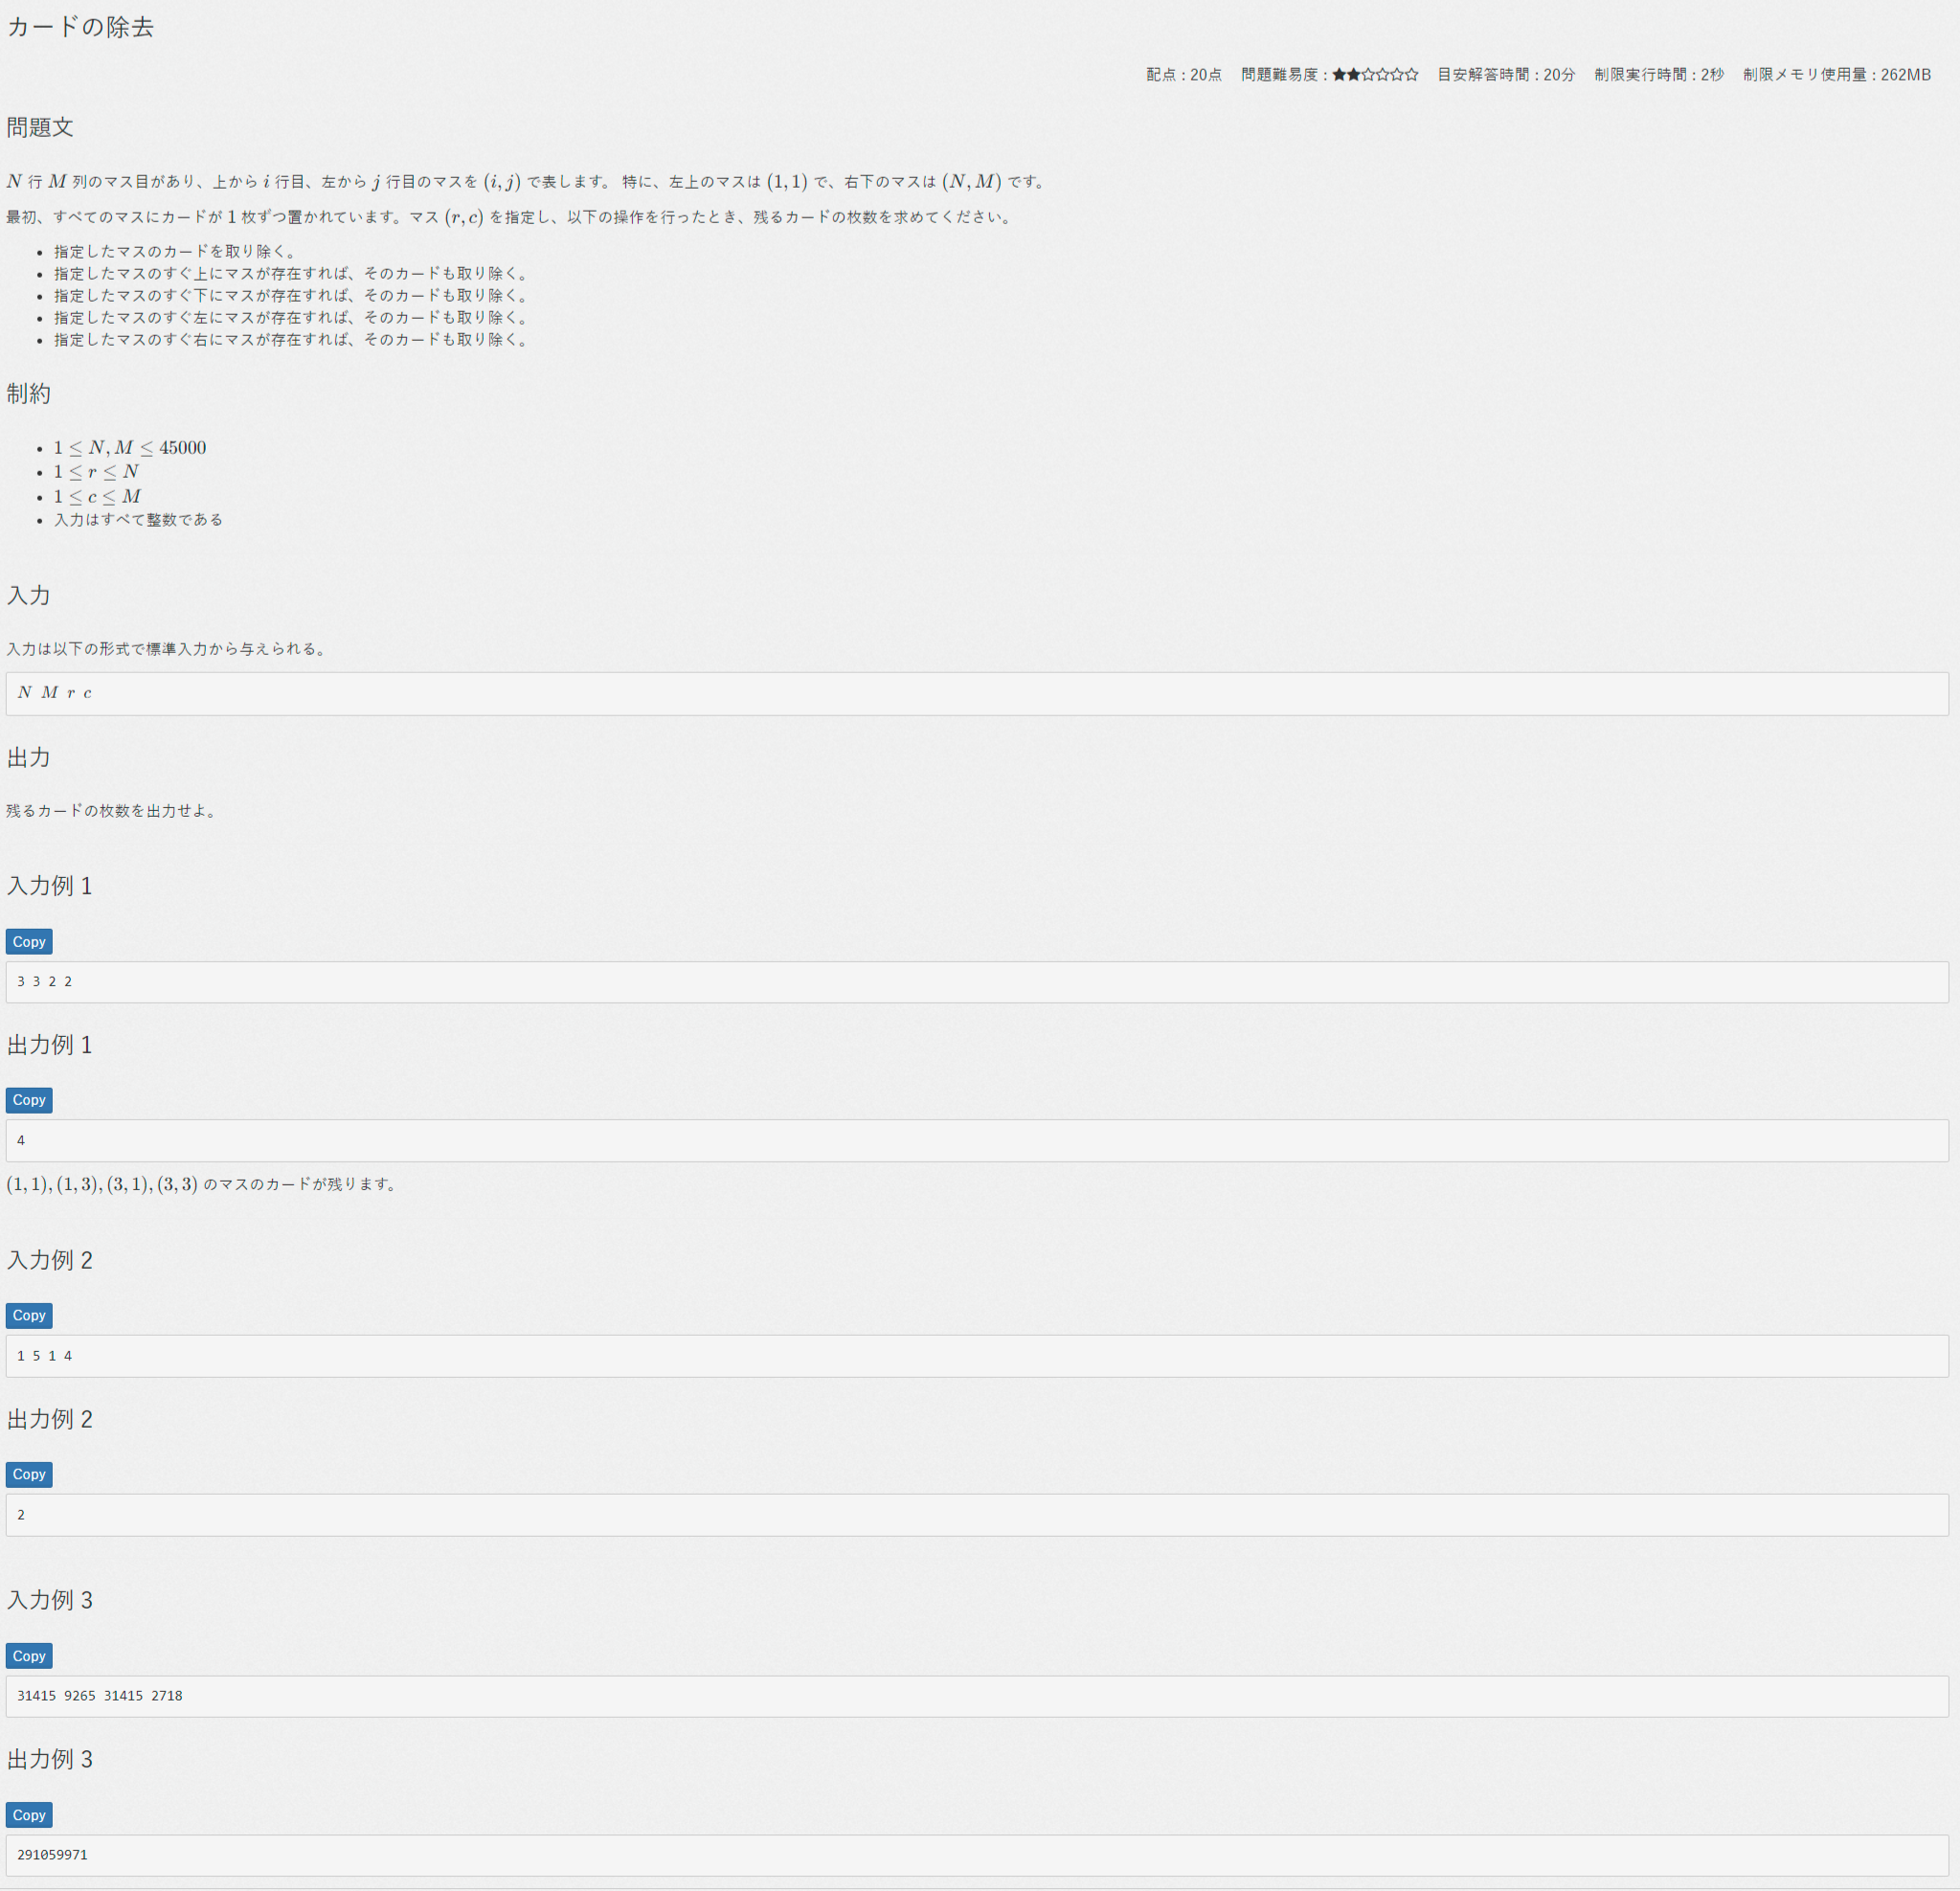 カードの除去
配点 : 20点 問題難易度 : ★★☆☆☆☆ 目安解答時間 : 20分 制限実行時間 : 2秒 制限メモリ使用量 : 262MB
問題文
N 行 M 列のマス目があり、上から i 行目、左から j 行目のマスを (i, j) で表します。 特に、左上のマスは (1, 1) で、右下のマスは (N, M) です。
最初、すべてのマスにカードが 1 枚ずつ置かれています。マス (r, c) を指定し、以下の操作を行ったとき、残るカードの枚数を求めてください。
• 指定したマスのカードを取り除く。
• 指定したマスのすぐ上にマスが存在すれば、そのカードも取り除く。
• 指定したマスのすぐ下にマスが存在すれば、そのカードも取り除く。
• 指定したマスのすぐ左にマスが存在すれば、そのカードも取り除く。
• 指定したマスのすぐ右にマスが存在すれば、そのカードも取り除く。
制約
• 1 ≤ N, M ≤ 45000
• 1 ≤ r ≤ N
• 1 ≤ c ≤ M
• 入力はすべて整数である
入力
入力は以下の形式で標準入力から与えられる。
N M r c
出力
残るカードの枚数を出力せよ。
入力例 1
Copy
3 3 2 2
出力例 1
Copy
4
(1, 1), (1, 3), (3, 1), (3, 3) のマスのカードが残ります。
入力例 2
Copy
1 5 1 4
出力例 2
Copy
2
入力例 3
Copy
31415 9265 31415 2718
出力例 3
Copy
291059971